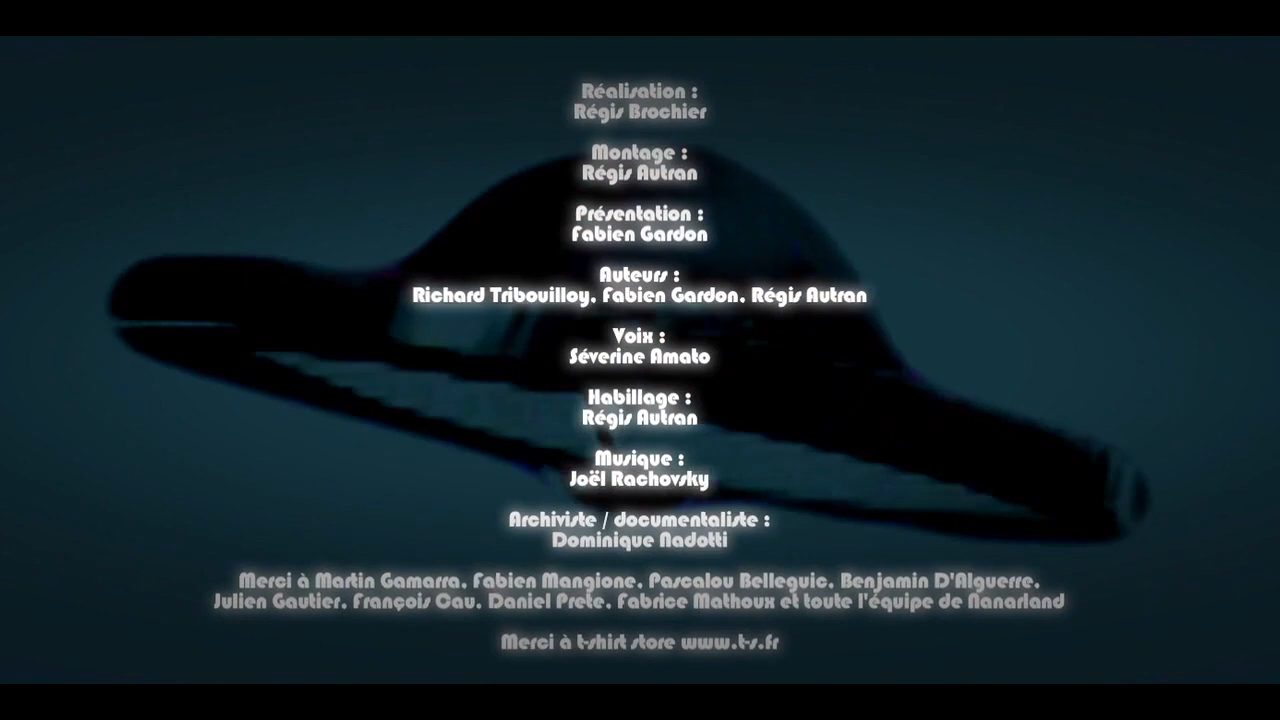 Réalisation :
Régis Brochier
Montage :
Régis Autran
Présentation :
Fabien Gardon
Auteurs :
Richard Tribouilloy, Fabien Gardon, Régis Autran
Voix :
Séverine Amato
Habillage :
Régis Autran
Musique :
Joël Rachovsky
Archiviste / documentaliste :
Dominique Nadotti
Merci à Martin Gamarra, Fabien Mangione, Pascalou Belleguic, Benjamin D'Alguerre,
Julien Gautier, François Cau, Daniel Prete, Fabrice Mathoux et toute l'équipe de Nanarland
Merci à t-shirt store www.t-s.fr